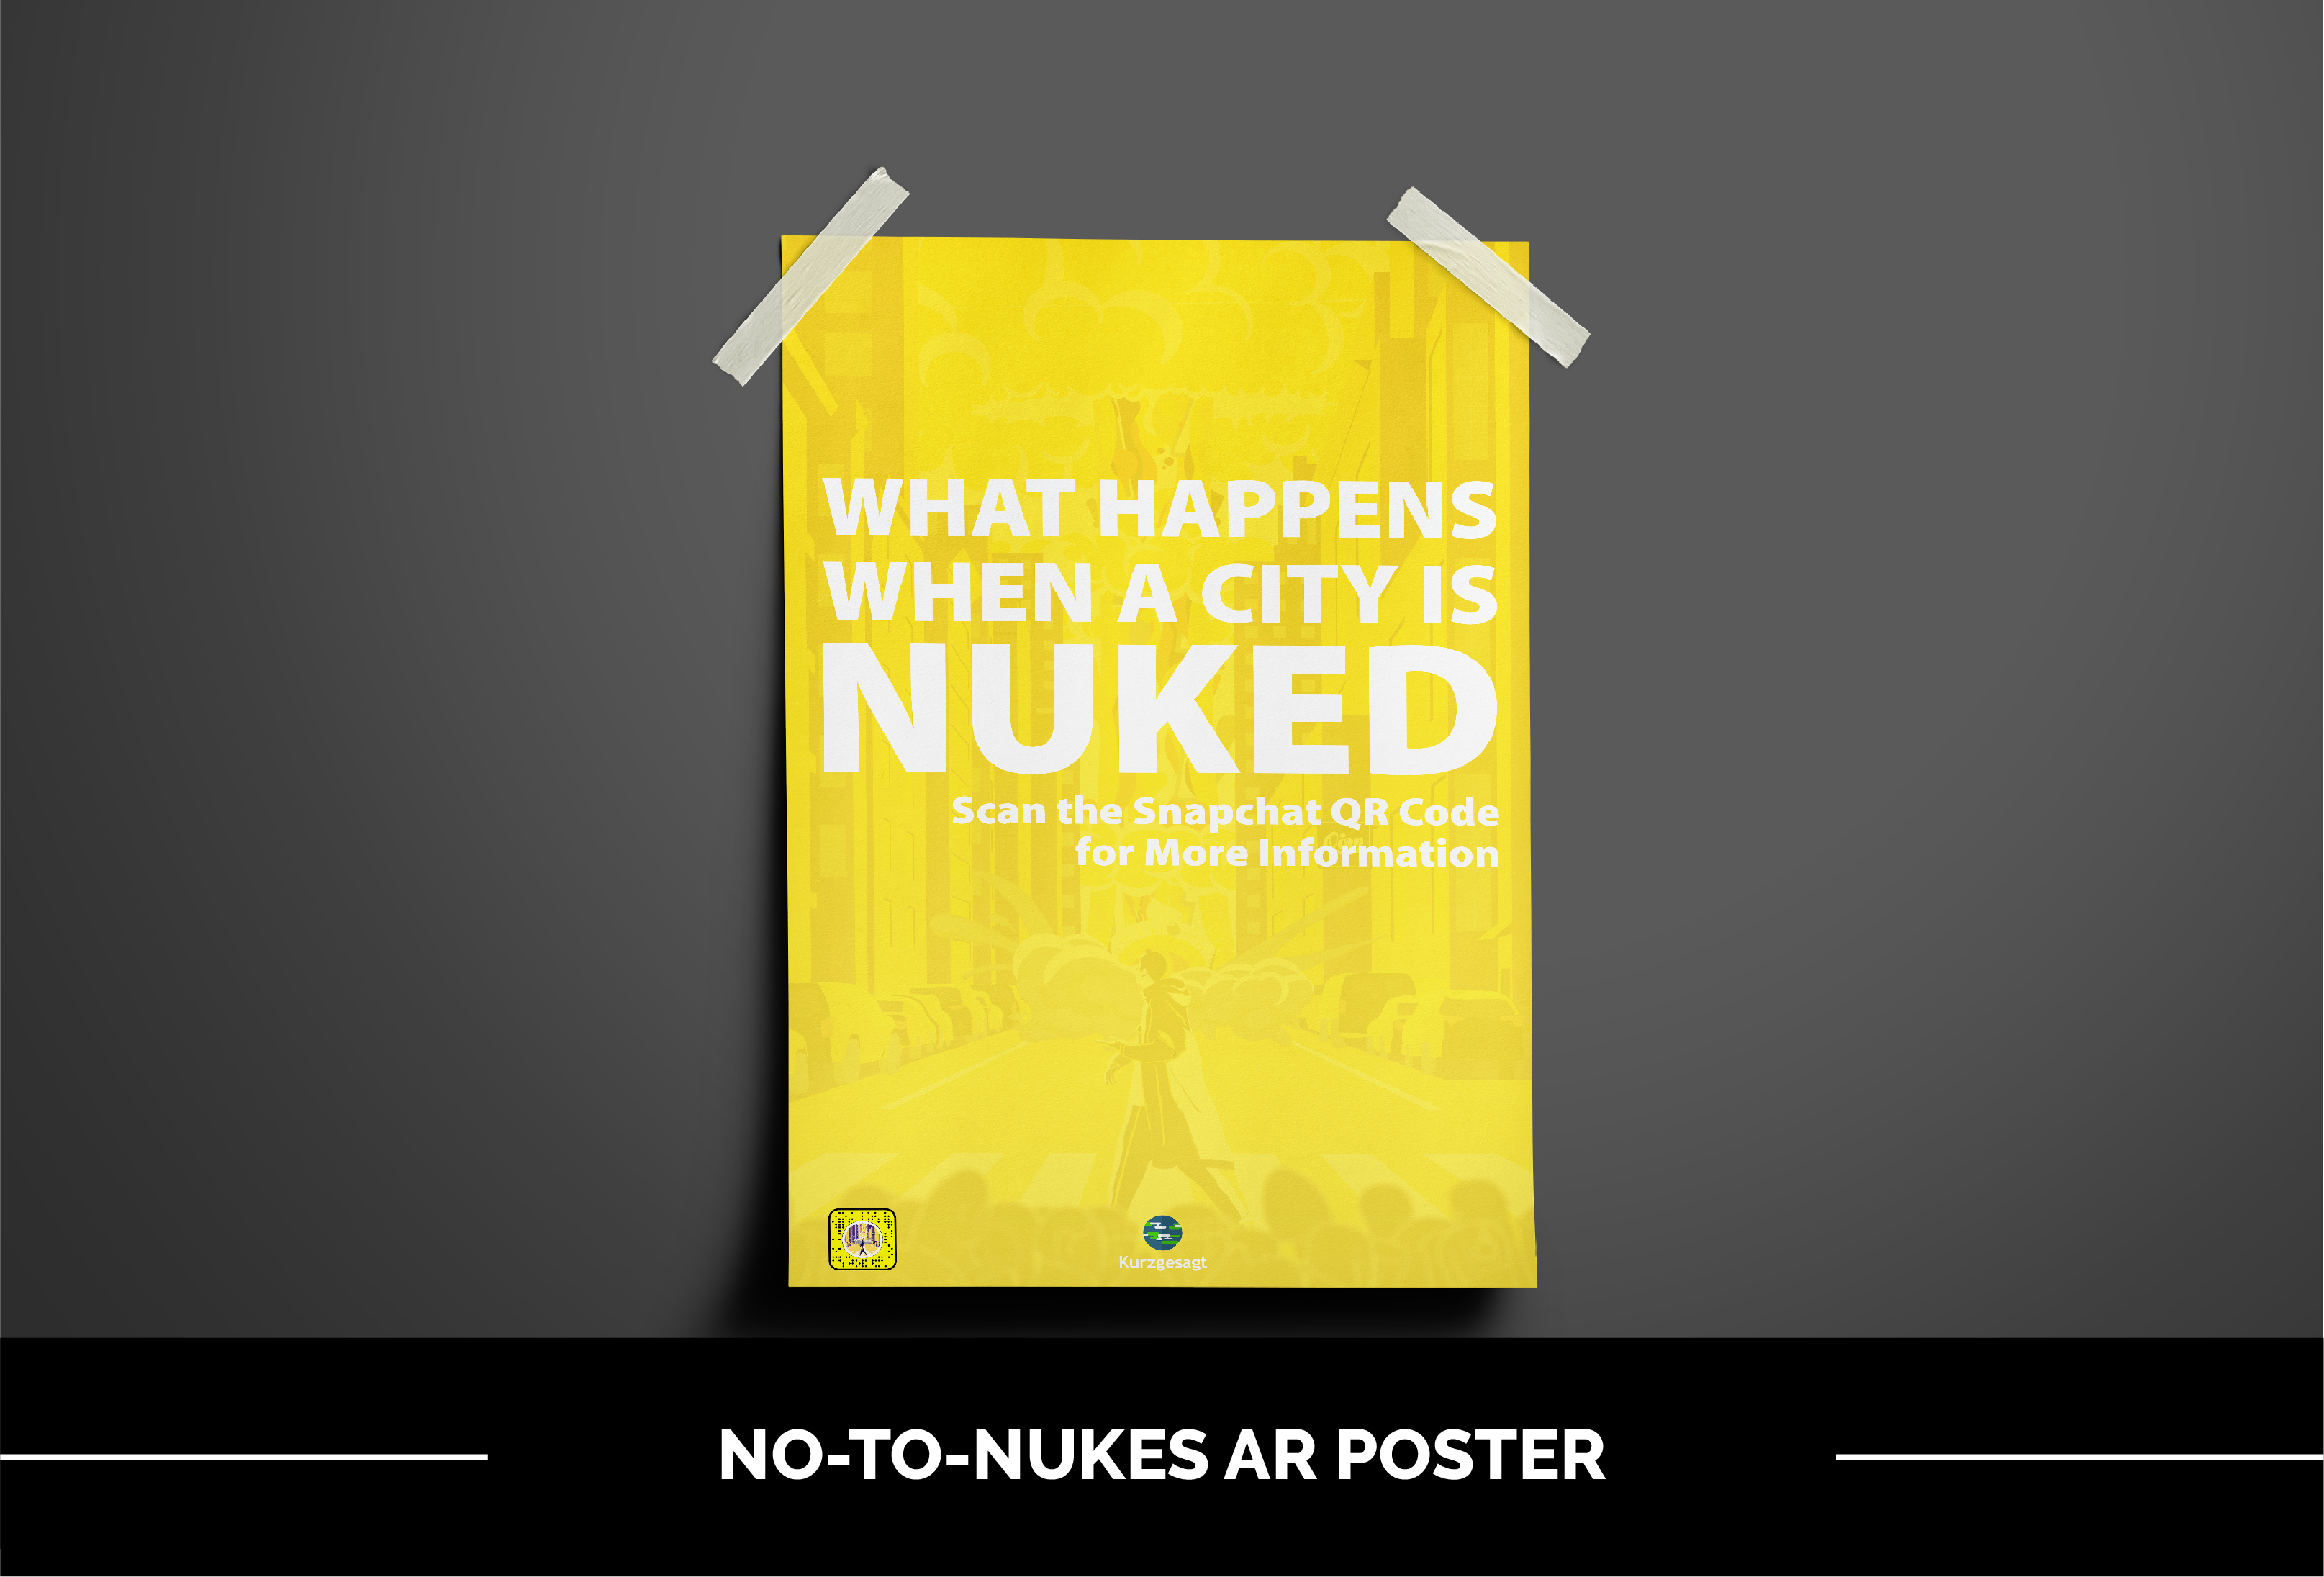 WHAT HAPPENS
WHEN A CITY IS
NUKED
Scan the Snapchat QR Code
for More Information
Kurzgesagt
NO-TO-NUKES AR POSTER